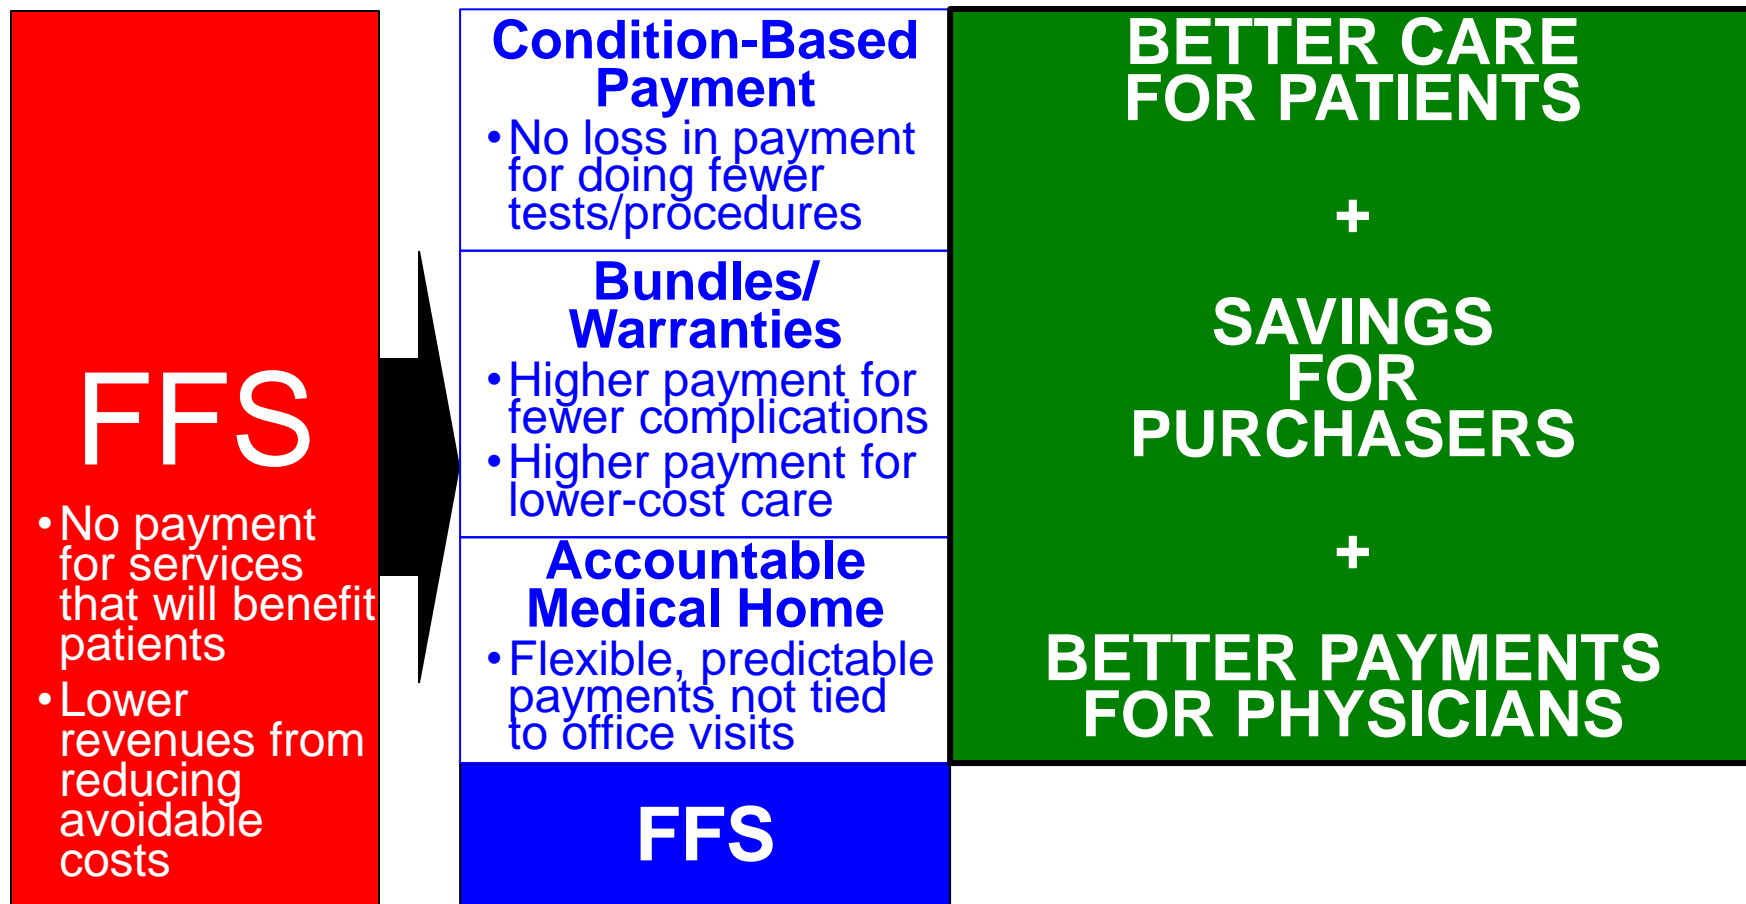 FFS
•No payment
for services
that will benefit
patients
•Lower
revenues from
reducing
avoidable
costs
Condition-Based
Payment
•No loss in payment
for doing fewer
tests/procedures
Bundles/
Warranties
•Higher payment for
fewer complications
•Higher payment for
lower-cost care
Accountable
Medical Home
•Flexible, predictable
payments not tied
to office visits
FFS
BETTER CARE
FOR PATIENTS
+
SAVINGS
FOR
PURCHASERS
+
BETTER PAYMENTS
FOR PHYSICIANS